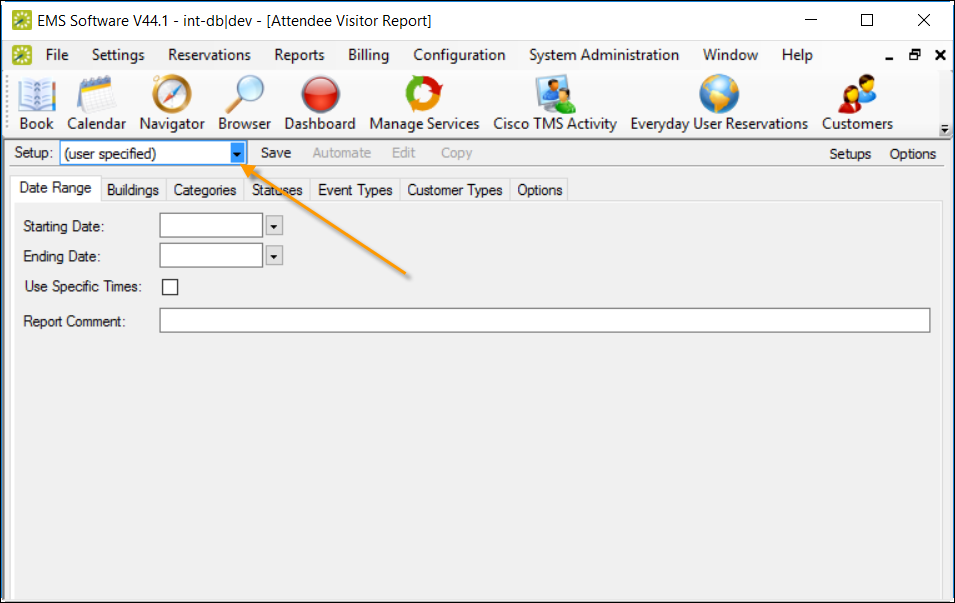 EMS Software V44.1 - int-db|dev - [Attendee Visitor Report]
File Settings Reservations Reports Billing Configuration System Administration Window Help
Book Calendar Navigator Browser Dashboard Manage Services Cisco TMS Activity Everyday User Reservations Customers
Setup: (user specified) Save Automate Edit Copy Setups Options
Date Range Buildings Categories Statuses Event Types Customer Types Options
Starting Date:
Ending Date:
Use Specific Times:
Report Comment: